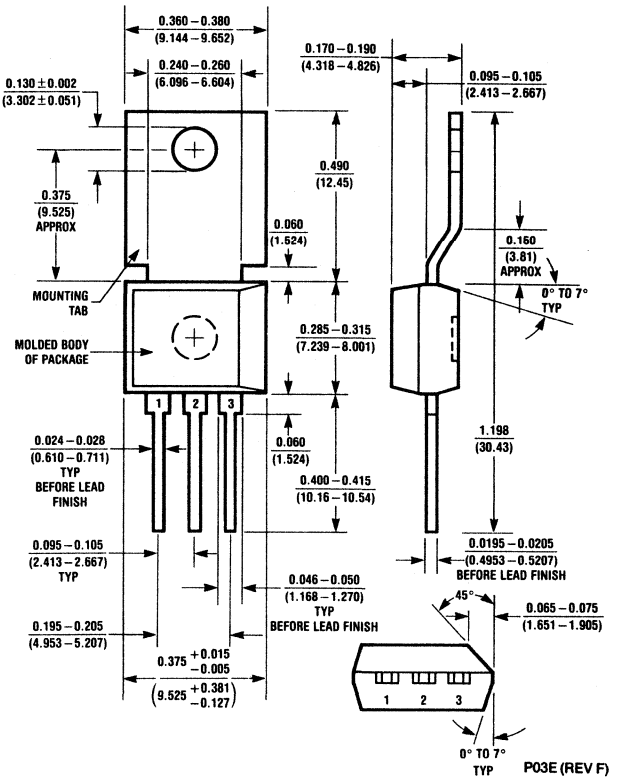 0.360 – 0.380
(9.144 – 9.652)
0.240 – 0.260
(6.096 – 6.604)
0.130 ± 0.002
(3.302 ± 0.051)
0.375
(9.525)
APPROX
0.490
(12.45)
0.060
(1.524)
MOUNTING
TAB
MOLDED BODY
OF PACKAGE
0.285 – 0.315
(7.239 – 8.001)
1 2 3
0.024 – 0.028
(0.610 – 0.711)
TYP
BEFORE LEAD
FINISH
0.060
(1.524)
0.400 – 0.415
(10.16 – 10.54)
0.095 – 0.105
(2.413 – 2.667)
TYP
0.046 – 0.050
(1.168 – 1.270)
TYP
BEFORE LEAD FINISH
0.195 – 0.205
(4.953 – 5.207)
0.375 +0.015
−0.005
(9.525 +0.381
−0.127)
0.170 – 0.190
(4.318 – 4.826)
0.095 – 0.105
(2.413 – 2.667)
0.160
(3.81)
APPROX
0° TO 7°
TYP
1.198
(30.43)
0.0195 – 0.0205
(0.4953 – 0.5207)
BEFORE LEAD FINISH
45°
0.065 – 0.075
(1.651 – 1.905)
1 2 3
0° TO 7°
TYP
P03E (REV F)